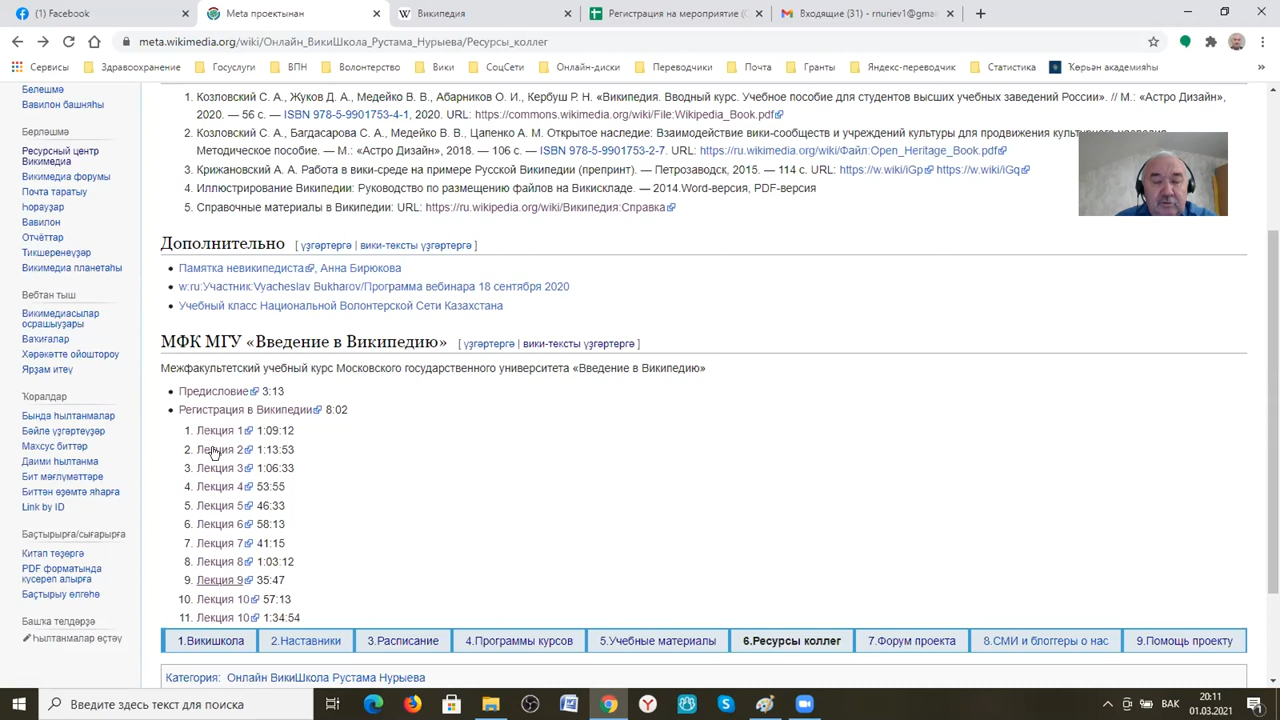 (1) Facebook
Meta проектынан
Википедия
Регистрация на мероприятие (С
Входящие (31) - rnuriev1@gmai
meta.wikimedia.org/wiki/Онлайн_ВикиШкола_Рустама_Нурыева/Ресурсы_коллег
Сервисы
Здравоохранение
Госуслуги
ВПН
Волонтерство
Вики
СоцСети
Онлайн-диски
Переводчики
Почта
Гранты
Яндекс-переводчик
Статистика
Ҡөрьән академияһы
Белешмә
Вавилон башняһы
Берләшмә
Ресурсный центр
Викимедиа
Викимедиа форумы
Почта таратыу
Һорауҙар
Вавилон
Отчёттар
Тикшеренеүҙәр
Викимедиа планетаһы
Вебтан тыш
Викимедиасылар
осрашыуҙары
Ваҡиғалар
Хәрәкәтте ойоштороу
Ярҙам итеү
Ҡоралдар
Бында һылтанмалар
Бәйле үҙгәртеүҙәр
Махсус биттәр
Даими һылтанма
Бит мәғлүмәттәре
Биттән өҙөмтә яһарға
Link by ID
Баҫтырырға/сығарырға
Китап төҙөргә
PDF форматында
күсереп алырға
Баҫтырыу өлгөһө
Башҡа телдәрҙә
Һылтанмалар өҫтәү
1. Козловский С. А., Жуков Д. А., Медейко В. В., Абарников О. И., Кербуш Р. Н. «Википедия. Вводный курс. Учебное пособие для студентов высших учебных заведений России». // М.: «Астро Дизайн»,
2020. — 56 с. — ISBN 978-5-9901753-4-1, 2020. URL: https://commons.wikimedia.org/wiki/File:Wikipedia_Book.pdf
2. Козловский С. А., Багдасарова С. А., Медейко В. В., Цапенко А. М. Открытое наследие: Взаимодействие вики-сообществ и учреждений культуры для продвижения культурного наследия.
Методическое пособие. — М.: «Астро Дизайн», 2018. — 106 с. — ISBN 978-5-9901753-2-7. URL: https://ru.wikimedia.org/wiki/Файл:Open_Heritage_Book.pdf
3. Крижановский А. А. Работа в вики-среде на примере Русской Википедии (препринт). — Петрозаводск, 2015. — 114 с. URL: https://w.wiki/iGp https://w.wiki/iGq
4. Иллюстрирование Википедии: Руководство по размещению файлов на Викискладе. — 2014.Word-версия, PDF-версия
5. Справочные материалы в Википедии: URL: https://ru.wikipedia.org/wiki/Википедия:Справка
Дополнительно [ үҙгәртергә | вики-тексты үҙгәртергә ]
• Памятка невикипедиста, Анна Бирюкова
• w:ru:Участник:Vyacheslav Bukharov/Программа вебинара 18 сентября 2020
• Учебный класс Национальной Волонтерской Сети Казахстана
МФК МГУ «Введение в Википедию» [ үҙгәртергә | вики-тексты үҙгәртергә ]
Межфакультетский учебный курс Московского государственного университета «Введение в Википедию»
• Предисловие 3:13
• Регистрация в Википедии 8:02
1. Лекция 1 1:09:12
2. Лекция 2 1:13:53
3. Лекция 3 1:06:33
4. Лекция 4 53:55
5. Лекция 5 46:33
6. Лекция 6 58:13
7. Лекция 7 41:15
8. Лекция 8 1:03:12
9. Лекция 9 35:47
10. Лекция 10 57:13
11. Лекция 10 1:34:54
1.Викишкола
2.Наставники
3.Расписание
4.Программы курсов
5.Учебные материалы
6.Ресурсы коллег
7.Форум проекта
8.СМИ и блоггеры о нас
9.Помощь проекту
Категория: Онлайн ВикиШкола Рустама Нурыева
Введите здесь текст для поиска
ВАК
20:11
01.03.2021